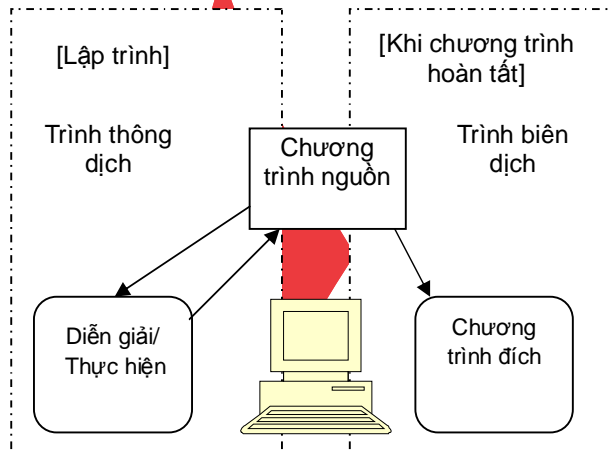 [Lập trình]
[Khi chương trình
hoàn tất]
Trình thông
dịch
Chương
trình nguồn
Trình biên
dịch
Diễn giải/
Thực hiện
Chương
trình đích